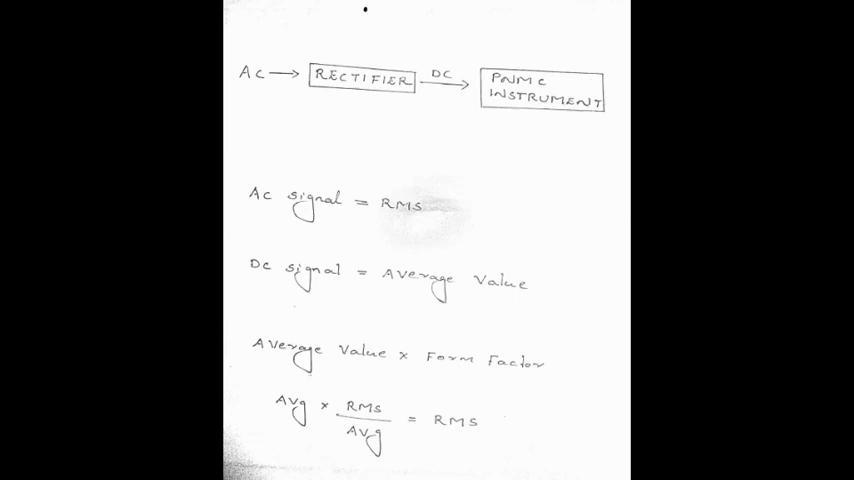 AC → RECTIFIER DC → PMMC INSTRUMENT
AC signal = RMS
DC signal = Average Value
Average Value × Form Factor
Avg × RMS / Avg = RMS